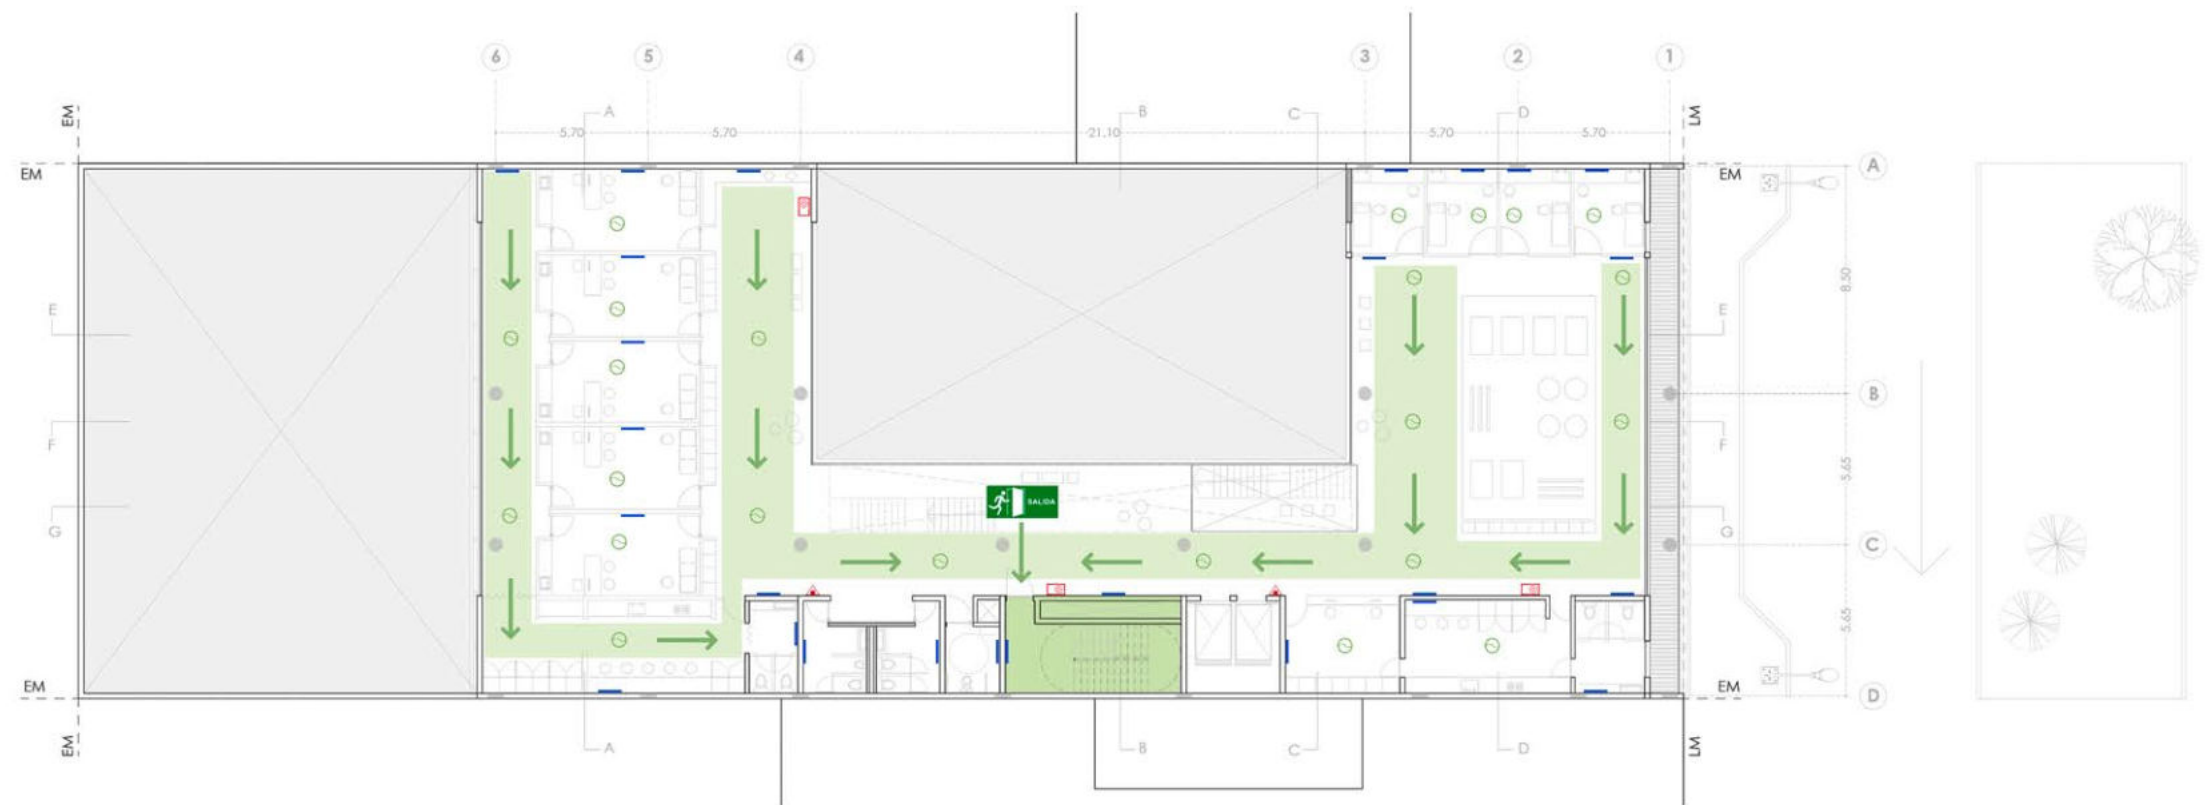 6 5 4 3 2 1
EM LM
A B C D
5.70 5.70 21.10 5.70 5.70
EM EM A
E E
8.50
B
F F
SALIDA
5.65
G G
C
5.65
EM EM D
EM LM
A B C D